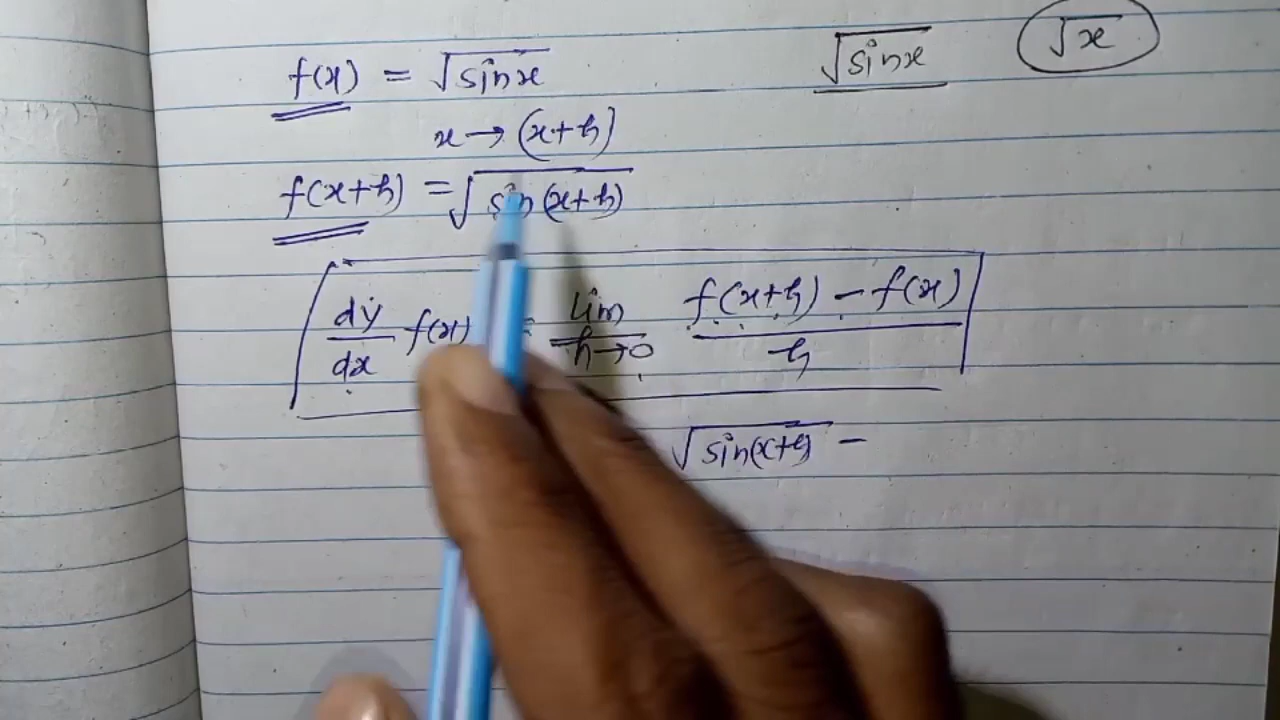 f(x) = √sinx
√sinx
√x
x → (x+h)
f(x+h) = √sin(x+h)
dy/dx f(x) = lim h→0 f(x+h) − f(x) / h
√sin(x+h) −